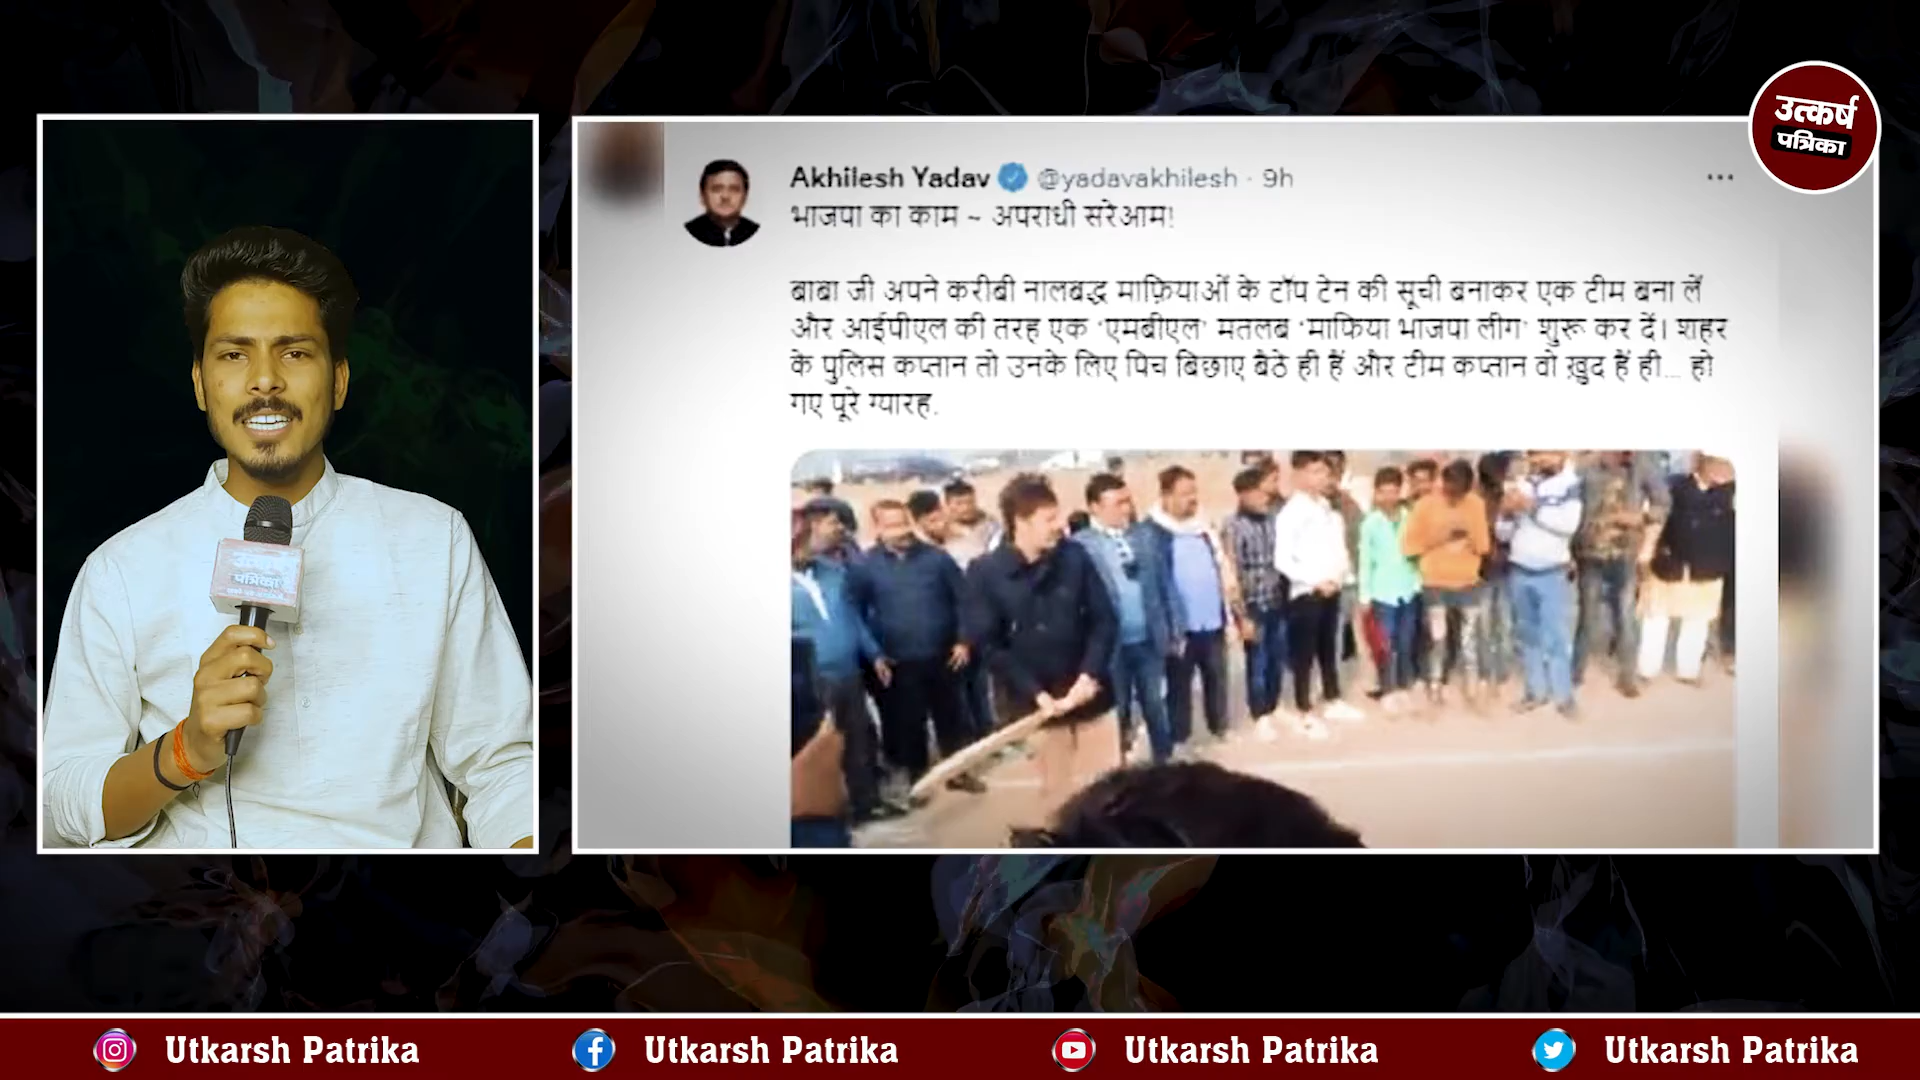 उत्कर्ष
पत्रिका
Akhilesh Yadav @yadavakhilesh · 9h
भाजपा का काम ~ अपराधी सरेआम!
बाबा जी अपने करीबी नालबद्ध माफ़ियाओं के टॉप टेन की सूची बनाकर एक टीम बना लें
और आईपीएल की तरह एक ‘एमबीएल’ मतलब ‘माफिया भाजपा लीग’ शुरू कर दें। शहर
के पुलिस कप्तान तो उनके लिए पिच बिछाए बैठे ही हैं और टीम कप्तान वो ख़ुद हैं ही... हो
गए पूरे ग्यारह.
पत्रिका
Utkarsh Patrika
Utkarsh Patrika
Utkarsh Patrika
Utkarsh Patrika